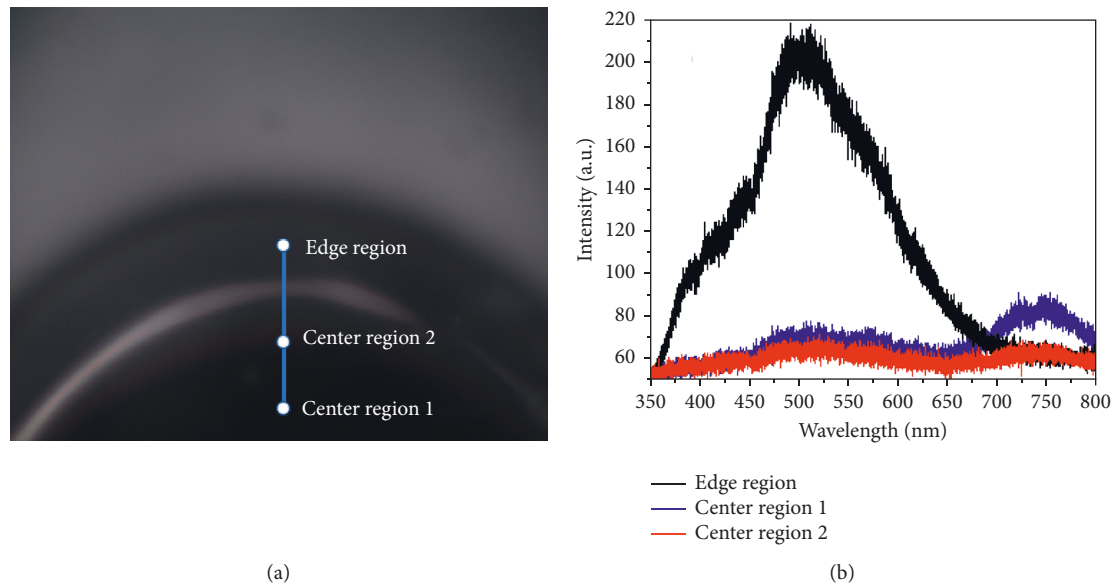 Edge region
Center region 2
Center region 1
(a)
220
200
180
160
140
120
100
80
60
Intensity (a.u.)
350 400 450 500 550 600 650 700 750 800
Wavelength (nm)
Edge region
Center region 1
Center region 2
(b)